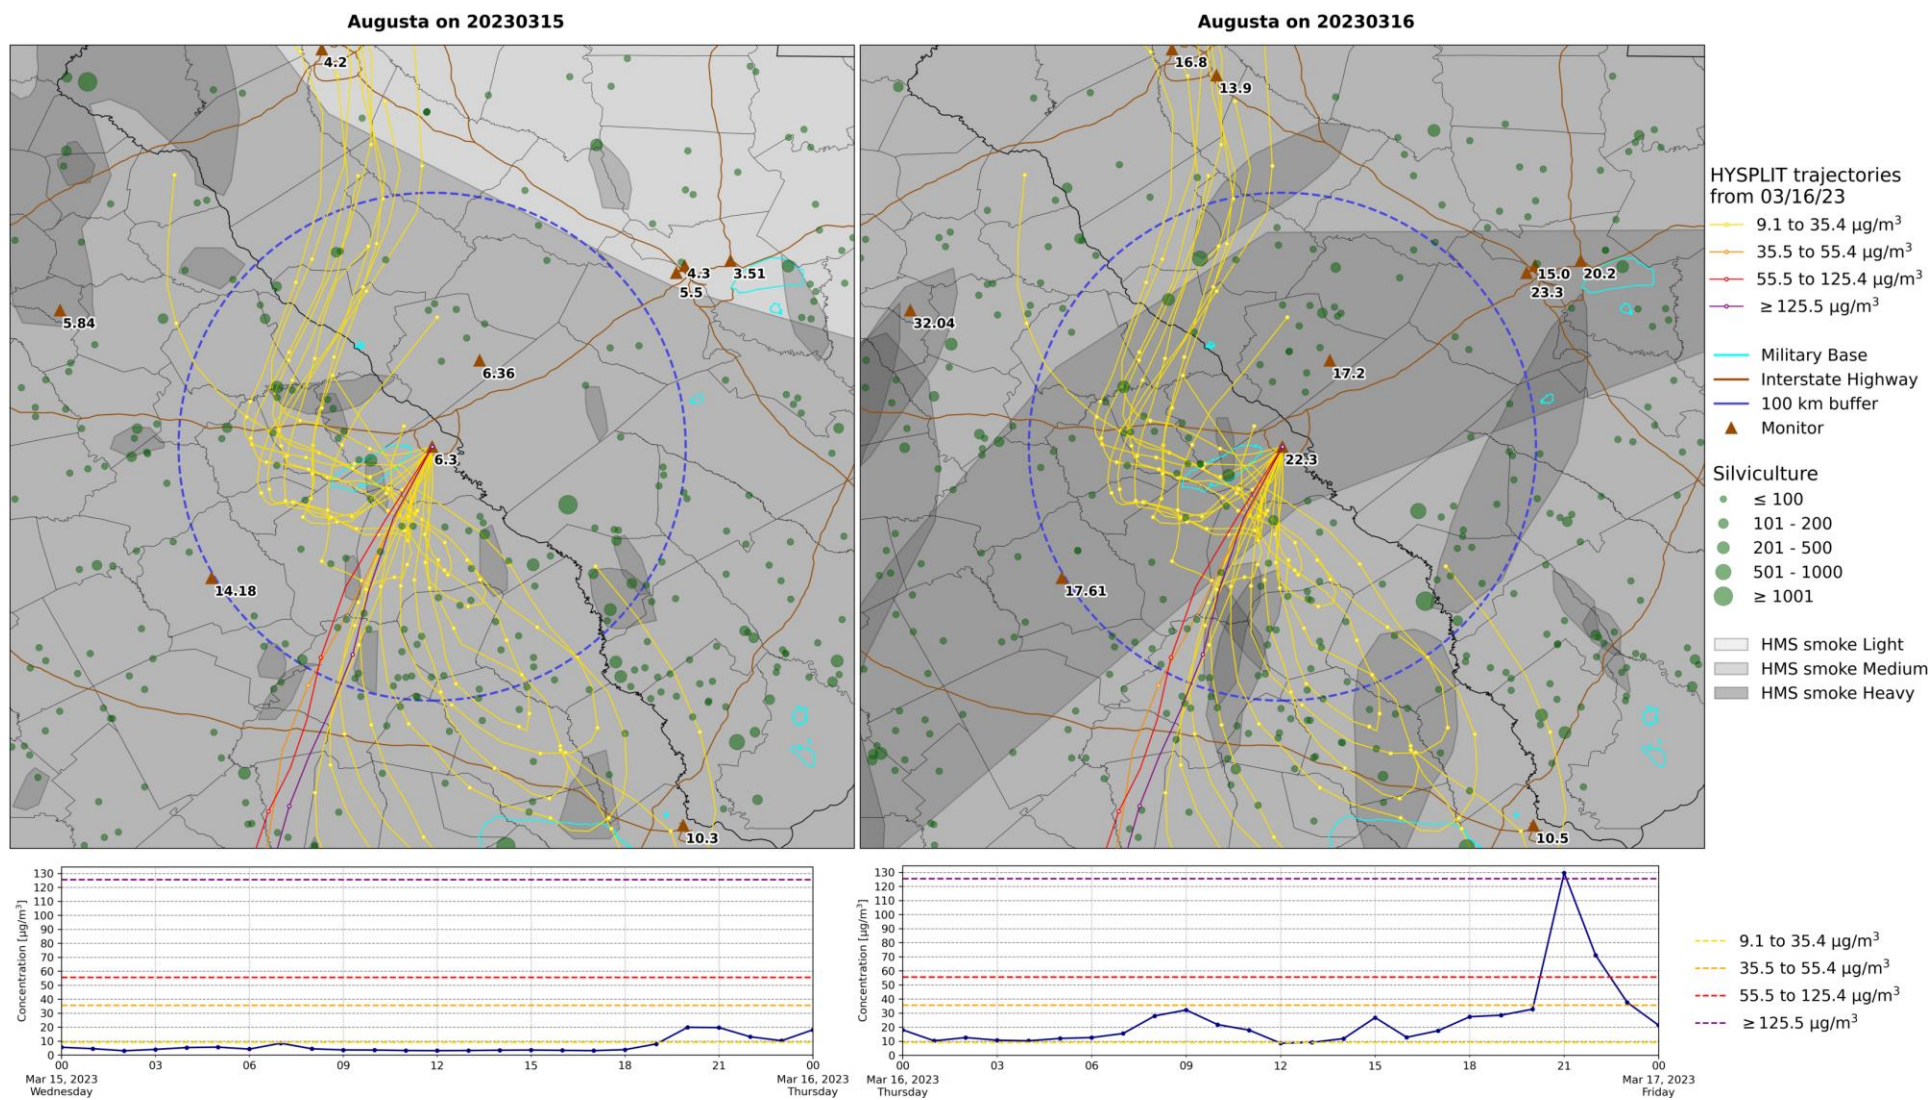 Augusta on 20230315
Augusta on 20230316
4.2
4.3
3.51
5.5
5.84
6.36
6.3
14.18
10.3
16.8
13.9
15.0
20.2
23.3
32.04
17.2
22.3
17.61
10.5
HYSPLIT trajectories
from 03/16/23
9.1 to 35.4 µg/m³
35.5 to 55.4 µg/m³
55.5 to 125.4 µg/m³
≥ 125.5 µg/m³
Military Base
Interstate Highway
100 km buffer
Monitor
Silviculture
≤ 100
101 - 200
201 - 500
501 - 1000
≥ 1001
HMS smoke Light
HMS smoke Medium
HMS smoke Heavy
Concentration [µg/m³]
130
120
110
100
90
80
70
60
50
40
30
20
10
0
00
03
06
09
12
15
18
21
00
Mar 15, 2023
Wednesday
Mar 16, 2023
Thursday
Concentration [µg/m³]
130
120
110
100
90
80
70
60
50
40
30
20
10
0
00
03
06
09
12
15
18
21
00
Mar 16, 2023
Thursday
Mar 17, 2023
Friday
9.1 to 35.4 µg/m³
35.5 to 55.4 µg/m³
55.5 to 125.4 µg/m³
≥ 125.5 µg/m³